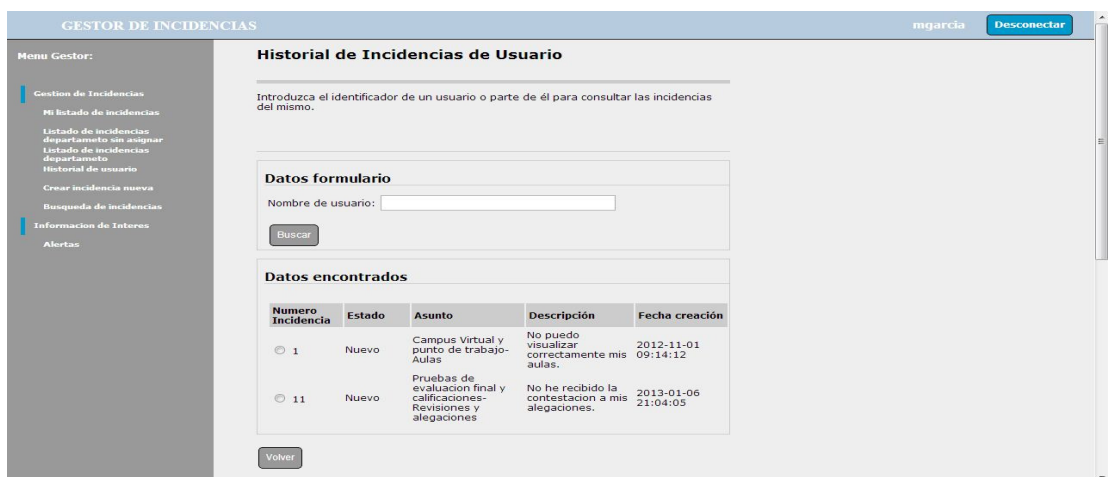 GESTOR DE INCIDENCIAS
mgarcia
Desconectar
Menu Gestor:
Gestion de Incidencias
Mi listado de incidencias
Listado de incidencias
departameto sin asignar
Listado de incidencias
departameto
Historial de usuario
Crear incidencia nueva
Busqueda de incidencias
Informacion de Interes
Alertas
Historial de Incidencias de Usuario
Introduzca el identificador de un usuario o parte de él para consultar las incidencias
del mismo.
Datos formulario
Nombre de usuario:
Buscar
Datos encontrados
Numero
Incidencia
Estado
Asunto
Descripción
Fecha creación
1
Nuevo
Campus Virtual y
punto de trabajo-
Aulas
No puedo
visualizar
correctamente mis
aulas.
2012-11-01
09:14:12
11
Nuevo
Pruebas de
evaluacion final y
calificaciones-
Revisiones y
alegaciones
No he recibido la
contestacion a mis
alegaciones.
2013-01-06
21:04:05
Volver